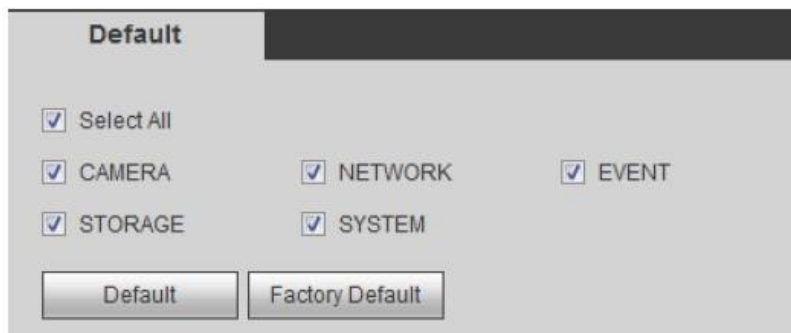 Default
Select All
CAMERA NETWORK EVENT
STORAGE SYSTEM
Default Factory Default